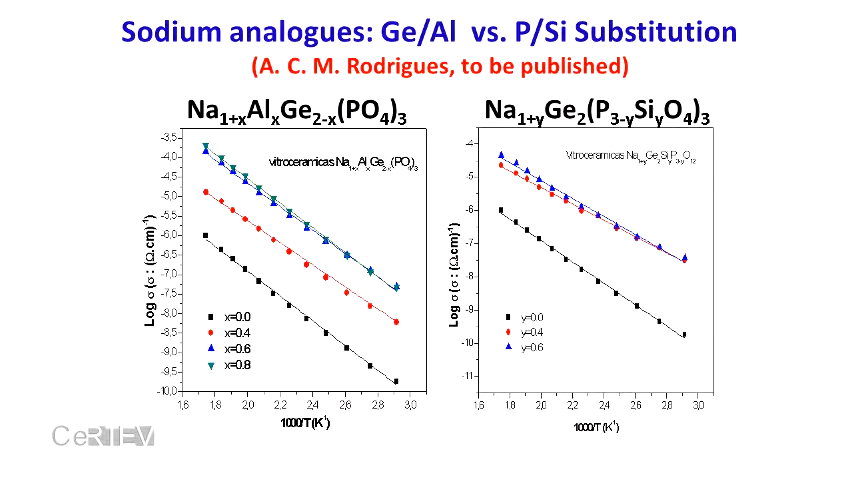 Sodium analogues: Ge/Al vs. P/Si Substitution
(A. C. M. Rodrigues, to be published)
Na1+xAlxGe2-x(PO4)3
Na1+yGe2(P3-ySiyO4)3
vitroceramicas Na1+xAlxGe2-x(PO4)3
Log σ (σ : (Ω.cm)-1)
-3,5
-4,0
-4,5
-5,0
-5,5
-6,0
-6,5
-7,0
-7,5
-8,0
-8,5
-9,0
-9,5
-10,0
x=0.0
x=0.4
x=0.6
x=0.8
1,6 1,8 2,0 2,2 2,4 2,6 2,8 3,0
1000/T (K-1)
Vitroceramicas Na1+yGe2SiyP3-yO12
Log σ (σ : (Ω.cm)-1)
-4
-5
-6
-7
-8
-9
-10
-11
y=0.0
y=0.4
y=0.6
1,6 1,8 2,0 2,2 2,4 2,6 2,8 3,0
1000/T (K-1)
CeRTEV